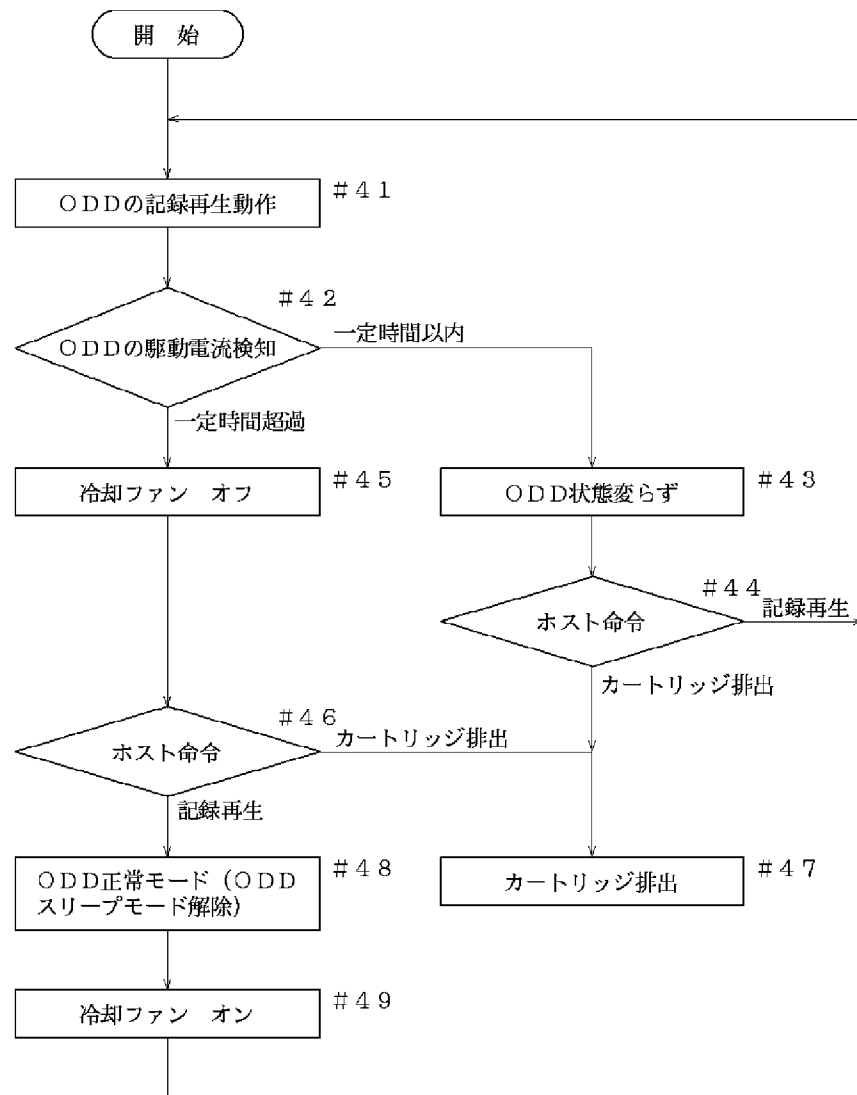 開　始
＃４１
ＯＤＤの記録再生動作
＃４２
ＯＤＤの駆動電流検知
一定時間以内
一定時間超過
＃４５
冷却ファン　オフ
＃４３
ＯＤＤ状態変らず
＃４４
ホスト命令
記録再生
カートリッジ排出
＃４６
ホスト命令
カートリッジ排出
記録再生
＃４８
ＯＤＤ正常モード（ＯＤＤ
スリープモード解除）
＃４７
カートリッジ排出
＃４９
冷却ファン　オン